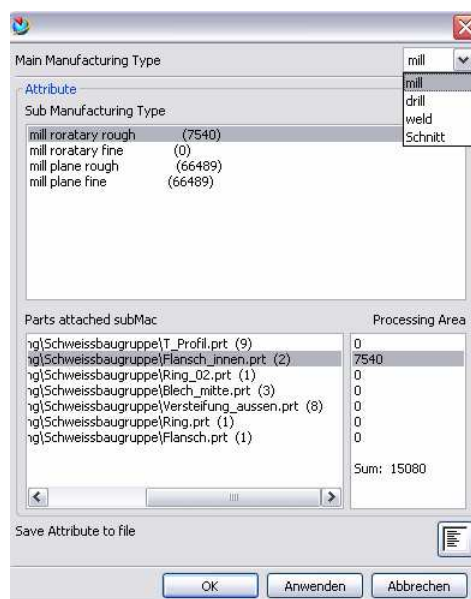 Main Manufacturing Type mill
mill
drill
weld
Schnitt
Attribute
Sub Manufacturing Type
mill roratary rough (7540)
mill roratary fine (0)
mill plane rough (66489)
mill plane fine (66489)
Parts attached subMac Processing Area
ng\Schweissbaugruppe\T_Profil.prt (9) 0
ng\Schweissbaugruppe\Flansch_innen.prt (2) 7540
ng\Schweissbaugruppe\Ring_02.prt (1) 0
ng\Schweissbaugruppe\Blech_mitte.prt (3) 0
ng\Schweissbaugruppe\Versteifung_aussen.prt (8) 0
ng\Schweissbaugruppe\Ring.prt (1) 0
ng\Schweissbaugruppe\Flansch.prt (1) 0
Sum: 15080
Save Attribute to file
OK Anwenden Abbrechen